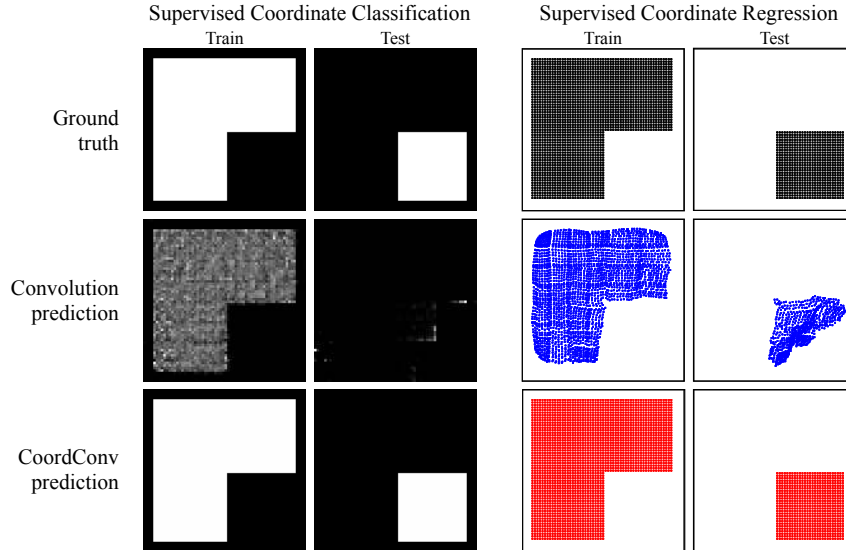 Supervised Coordinate Classification
Supervised Coordinate Regression
Train
Test
Train
Test
Ground
truth
Convolution
prediction
CoordConv
prediction